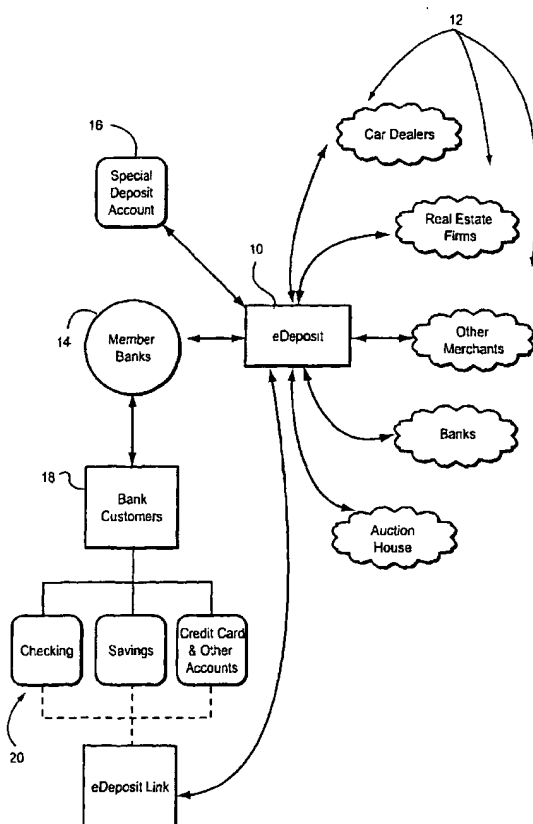 12
Car Dealers
16
Special
Deposit
Account
Real Estate
Firms
10
eDeposit
14
Member
Banks
Other
Merchants
18
Bank
Customers
Banks
Auction
House
Checking
Savings
Credit Card
& Other
Accounts
20
eDeposit Link